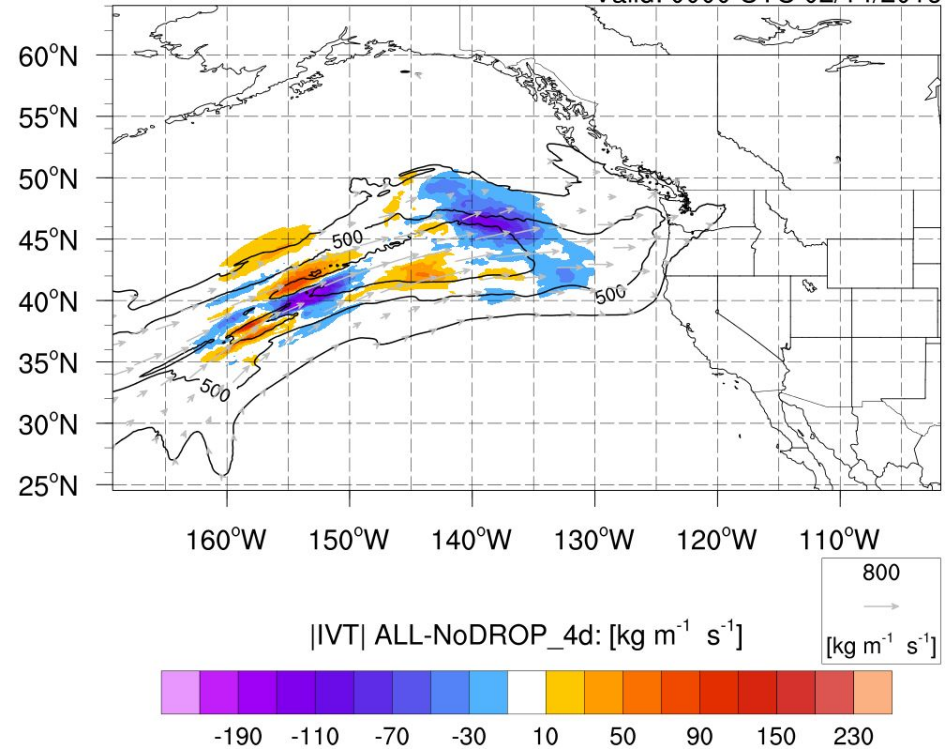 60°N
55°N
50°N
45°N
40°N
35°N
30°N
25°N
500
500
500
160°W 150°W 140°W 130°W 120°W 110°W
800
[kg m⁻¹ s⁻¹]
|IVT| ALL-NoDROP_4d: [kg m⁻¹ s⁻¹]
-190 -110 -70 -30 10 50 90 150 230